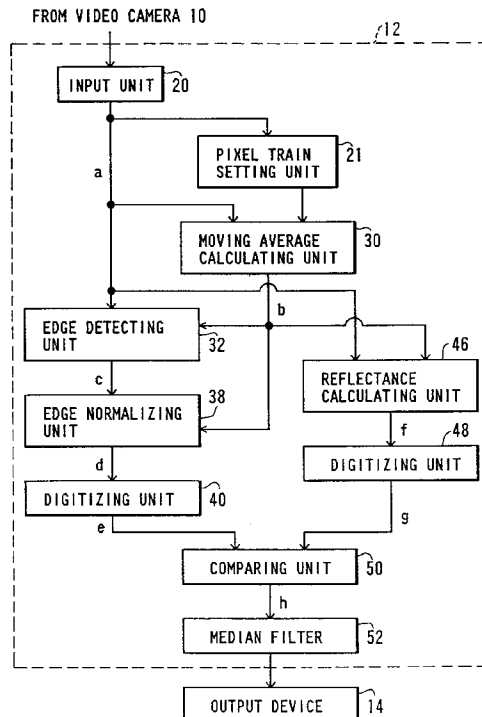 FROM VIDEO CAMERA 10
12
INPUT UNIT
20
a
PIXEL TRAIN
SETTING UNIT
21
MOVING AVERAGE
CALCULATING UNIT
30
b
EDGE DETECTING
UNIT
32
46
REFLECTANCE
CALCULATING UNIT
c
EDGE NORMALIZING
UNIT
38
f
48
DIGITIZING UNIT
d
DIGITIZING UNIT
40
e
g
COMPARING UNIT
50
h
MEDIAN FILTER
52
OUTPUT DEVICE
14